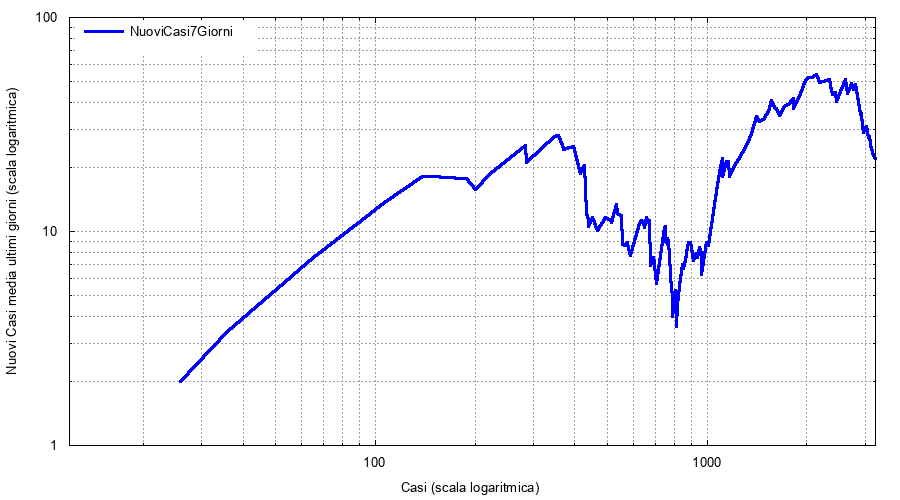 NuoviCasi7Giorni
100
10
1
Nuovi Casi media ultimi giorni (scala logaritmica)
100
1000
Casi (scala logaritmica)